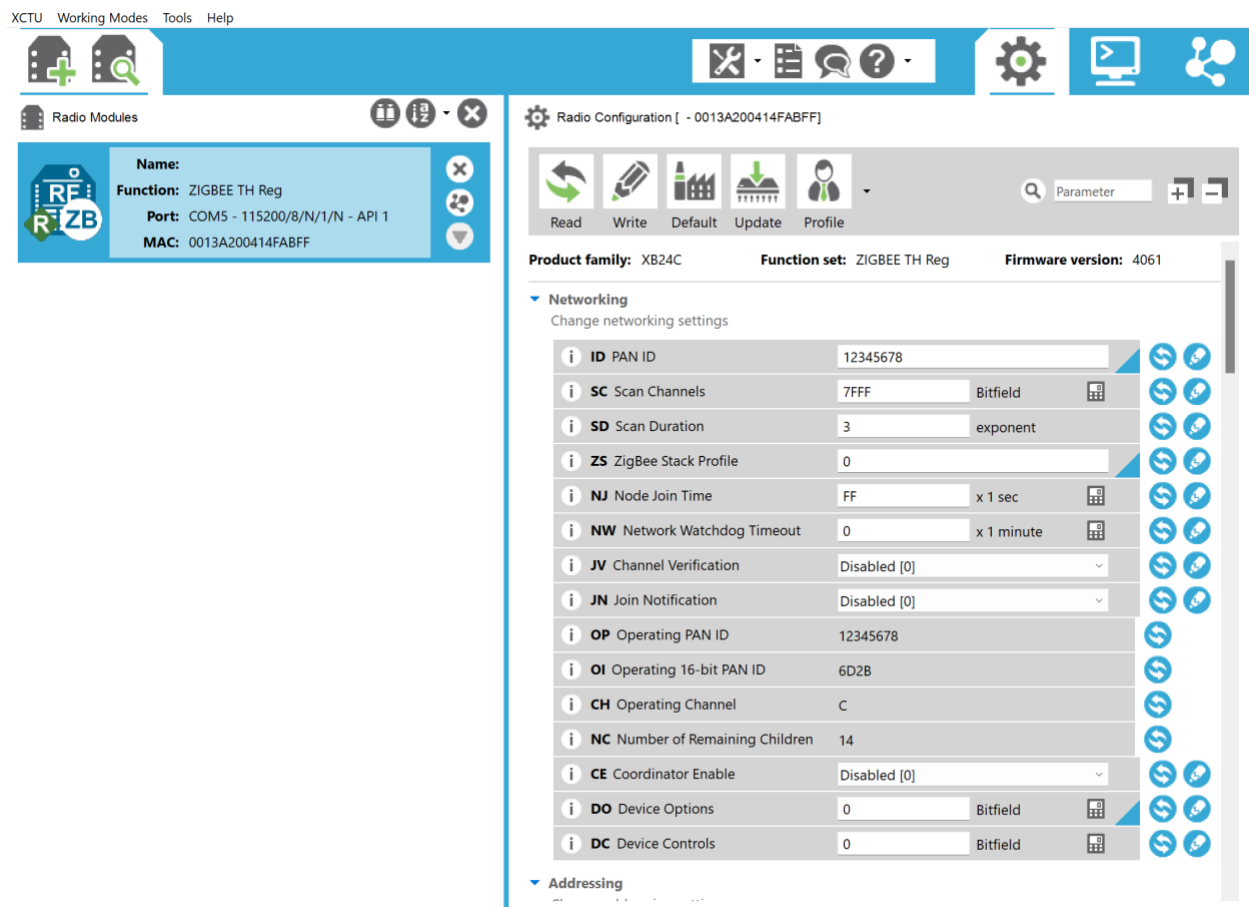 XCTU Working Modes Tools Help
Radio Modules
Name:
Function: ZIGBEE TH Reg
Port: COM5 - 115200/8/N/1/N - API 1
MAC: 0013A200414FABFF
RF
R ZB
Radio Configuration [ - 0013A200414FABFF]
Read Write Default Update Profile
Parameter
Product family: XB24C Function set: ZIGBEE TH Reg Firmware version: 4061
Networking
Change networking settings
i ID PAN ID 12345678
i SC Scan Channels 7FFF Bitfield
i SD Scan Duration 3 exponent
i ZS ZigBee Stack Profile 0
i NJ Node Join Time FF x 1 sec
i NW Network Watchdog Timeout 0 x 1 minute
i JV Channel Verification Disabled [0]
i JN Join Notification Disabled [0]
i OP Operating PAN ID 12345678
i OI Operating 16-bit PAN ID 6D2B
i CH Operating Channel C
i NC Number of Remaining Children 14
i CE Coordinator Enable Disabled [0]
i DO Device Options 0 Bitfield
i DC Device Controls 0 Bitfield
Addressing